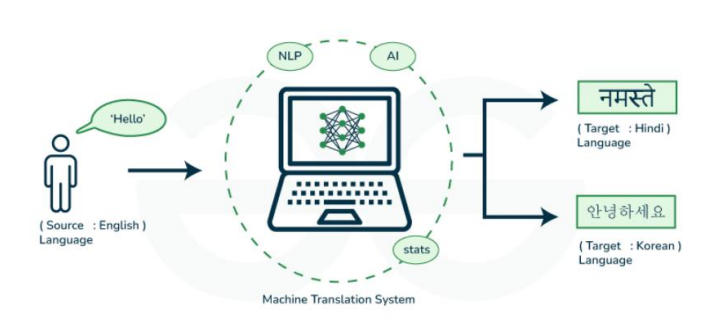 NLP
AI
'Hello'
( Source : English )
Language
stats
Machine Translation System
नमस्ते
( Target : Hindi )
Language
안녕하세요
( Target : Korean )
Language